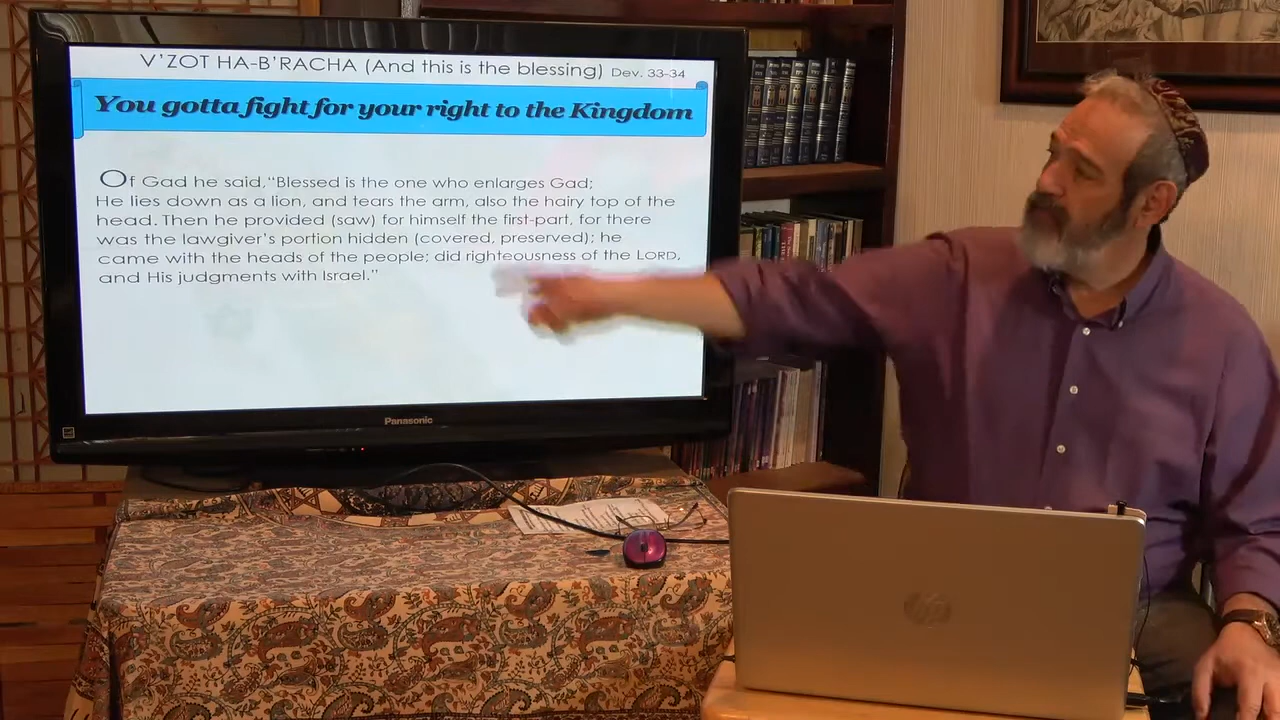 V'ZOT HA-B'RACHA (And this is the blessing) Dev. 33-34
You gotta fight for your right to the Kingdom
Of Gad he said, "Blessed is the one who enlarges Gad;
He lies down as a lion, and tears the arm, also the hairy top of the
head. Then he provided (saw) for himself the first-part, for there
was the lawgiver's portion hidden (covered, preserved); he
came with the heads of the people; did righteousness of the LORD,
and His judgments with Israel."
Panasonic
hp